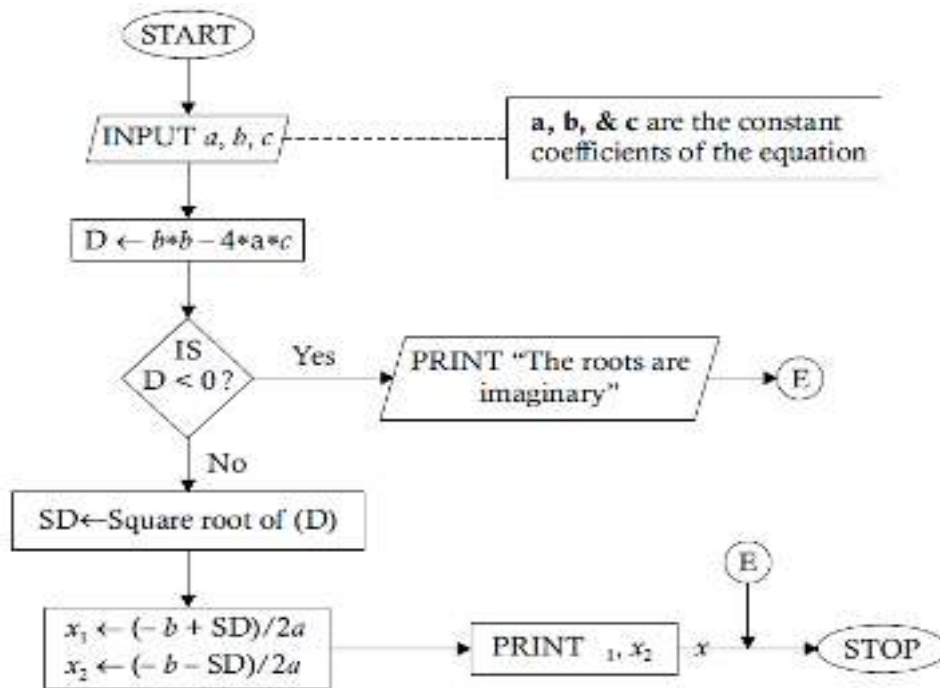 START
INPUT a, b, c
a, b, & c are the constant
coefficients of the equation
D ← b*b – 4*a*c
IS
D < 0?
Yes
PRINT “The roots are
imaginary”
E
No
SD←Square root of (D)
E
x₁ ← (– b + SD)/2a
x₂ ← (– b – SD)/2a
PRINT ₁, x₂
x
STOP